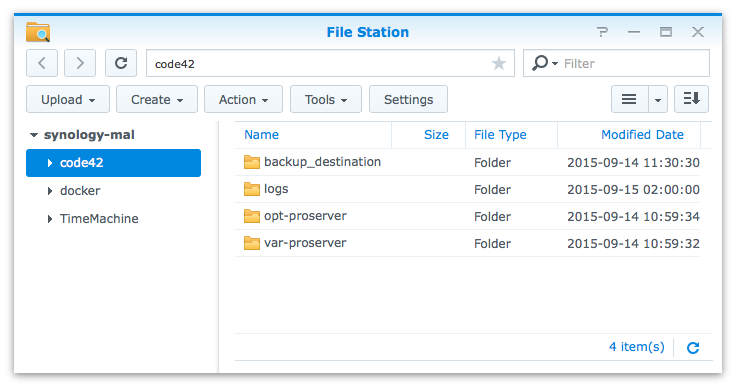 File Station
code42
Filter
Upload Create Action Tools Settings
synology-mal
code42
docker
TimeMachine
Name Size File Type Modified Date
backup_destination Folder 2015-09-14 11:30:30
logs Folder 2015-09-15 02:00:00
opt-proserver Folder 2015-09-14 10:59:34
var-proserver Folder 2015-09-14 10:59:32
4 item(s)